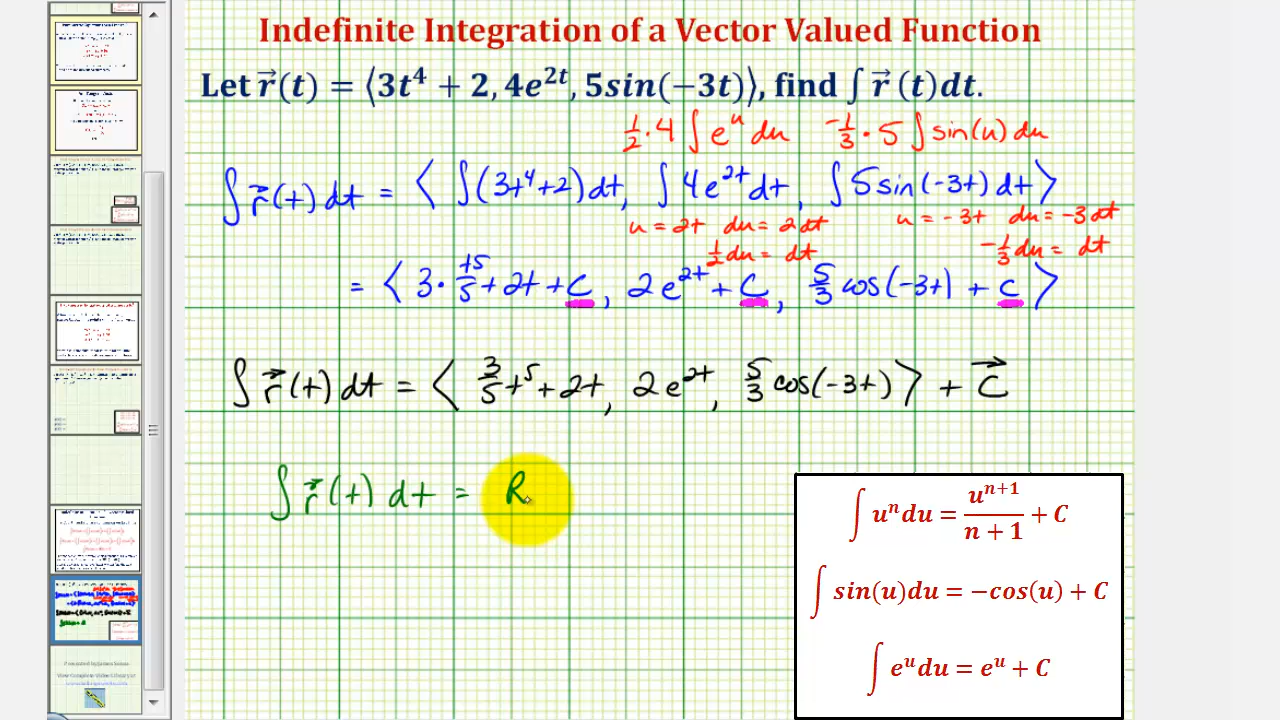 Indefinite Integration of a Vector Valued Function
Let r⃗(t) = ⟨3t⁴ + 2, 4e²ᵗ, 5sin(−3t)⟩, find ∫ r⃗ (t)dt.
½ · 4 ∫ eᵘ du   -⅓ · 5 ∫ sin(u) du
∫ r⃗(t) dt = ⟨ ∫(3t⁴+2)dt, ∫4e²ᵗdt, ∫5sin(-3t)dt ⟩
u = 2t du = 2dt   u = -3t du = -3dt
½du = dt   -⅓du = dt
= ⟨ 3 · t⁵/5 + 2t + C, 2e²ᵗ + C, 5/3 cos(-3t) + C ⟩
∫ r⃗(t) dt = ⟨ 3/5 t⁵ + 2t, 2e²ᵗ, 5/3 cos(-3t) ⟩ + C⃗
∫ r⃗(t) dt = R
∫ uⁿdu = uⁿ⁺¹/(n + 1) + C
∫ sin(u)du = −cos(u) + C
∫ eᵘdu = eᵘ + C